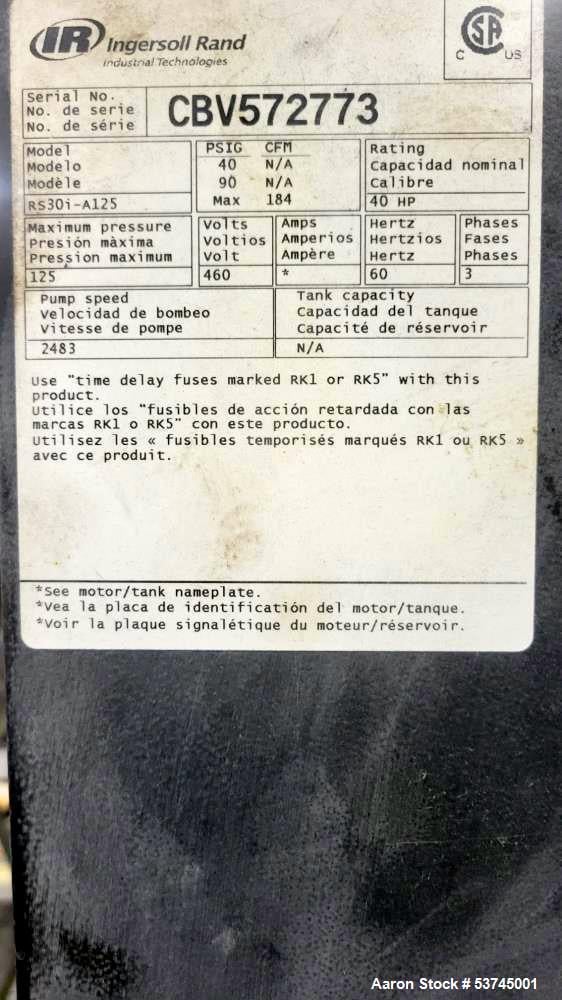 IR Ingersoll Rand
Industrial Technologies
C SA US
Serial No.
No. de serie
No. de série
CBV572773
Model
Modelo
Modèle
RS30i-A125
PSIG CFM
40 N/A
90 N/A
Max 184
Rating
Capacidad nominal
Calibre
40 HP
Maximum pressure
Presión màxima
Pression maximum
125
Volts
Voltios
Volt
460
Amps
Amperios
Ampère
*
Hertz
Hertzios
Hertz
60
Phases
Fases
Phases
3
Pump speed
Velocidad de bombeo
Vitesse de pompe
2483
Tank capacity
Capacidad del tanque
Capacité de réservoir
N/A
Use "time delay fuses marked RK1 or RK5" with this
product.
Utilice los "fusibles de acción retardada con las
marcas RK1 o RK5" con este producto.
Utilisez les « fusibles temporisés marqués RK1 ou RK5 »
avec ce produit.
*See motor/tank nameplate.
*Vea la placa de identificatión del motor/tanque.
*Voir la plaque signalétique du moteur/réservoir.
Aaron Stock # 53745001